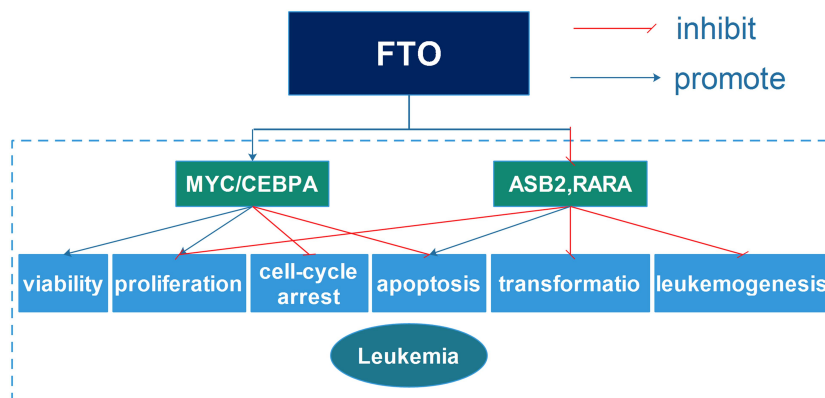 FTO
inhibit
promote
MYC/CEBPA
ASB2,RARA
viability
proliferation
cell-cycle
arrest
apoptosis
transformatio
leukemogenesis
Leukemia